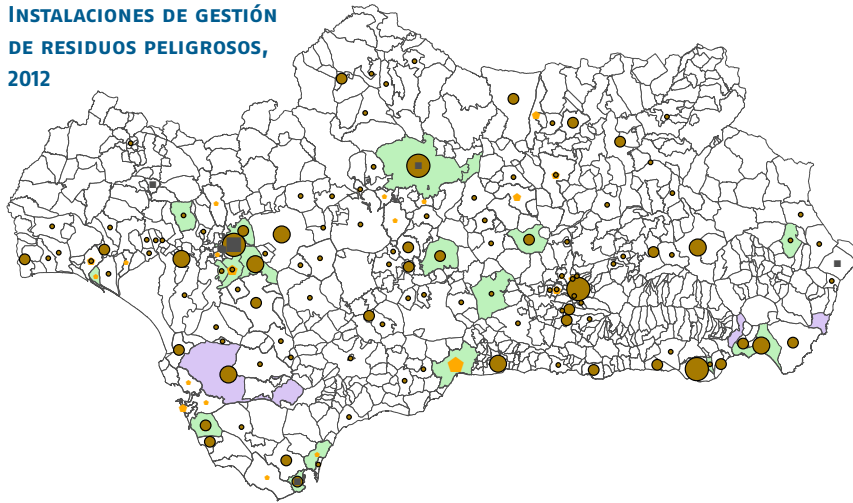 INSTALACIONES DE GESTIÓN
DE RESIDUOS PELIGROSOS,
2012